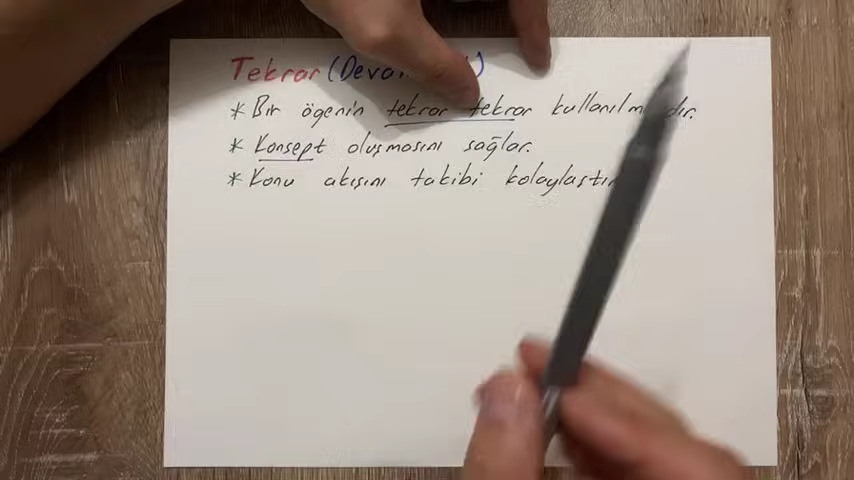 Tekrar
* Bir ögenin tekrar tekrar
* Konsept oluşmasını sağlar.
* Konu akışını takibi